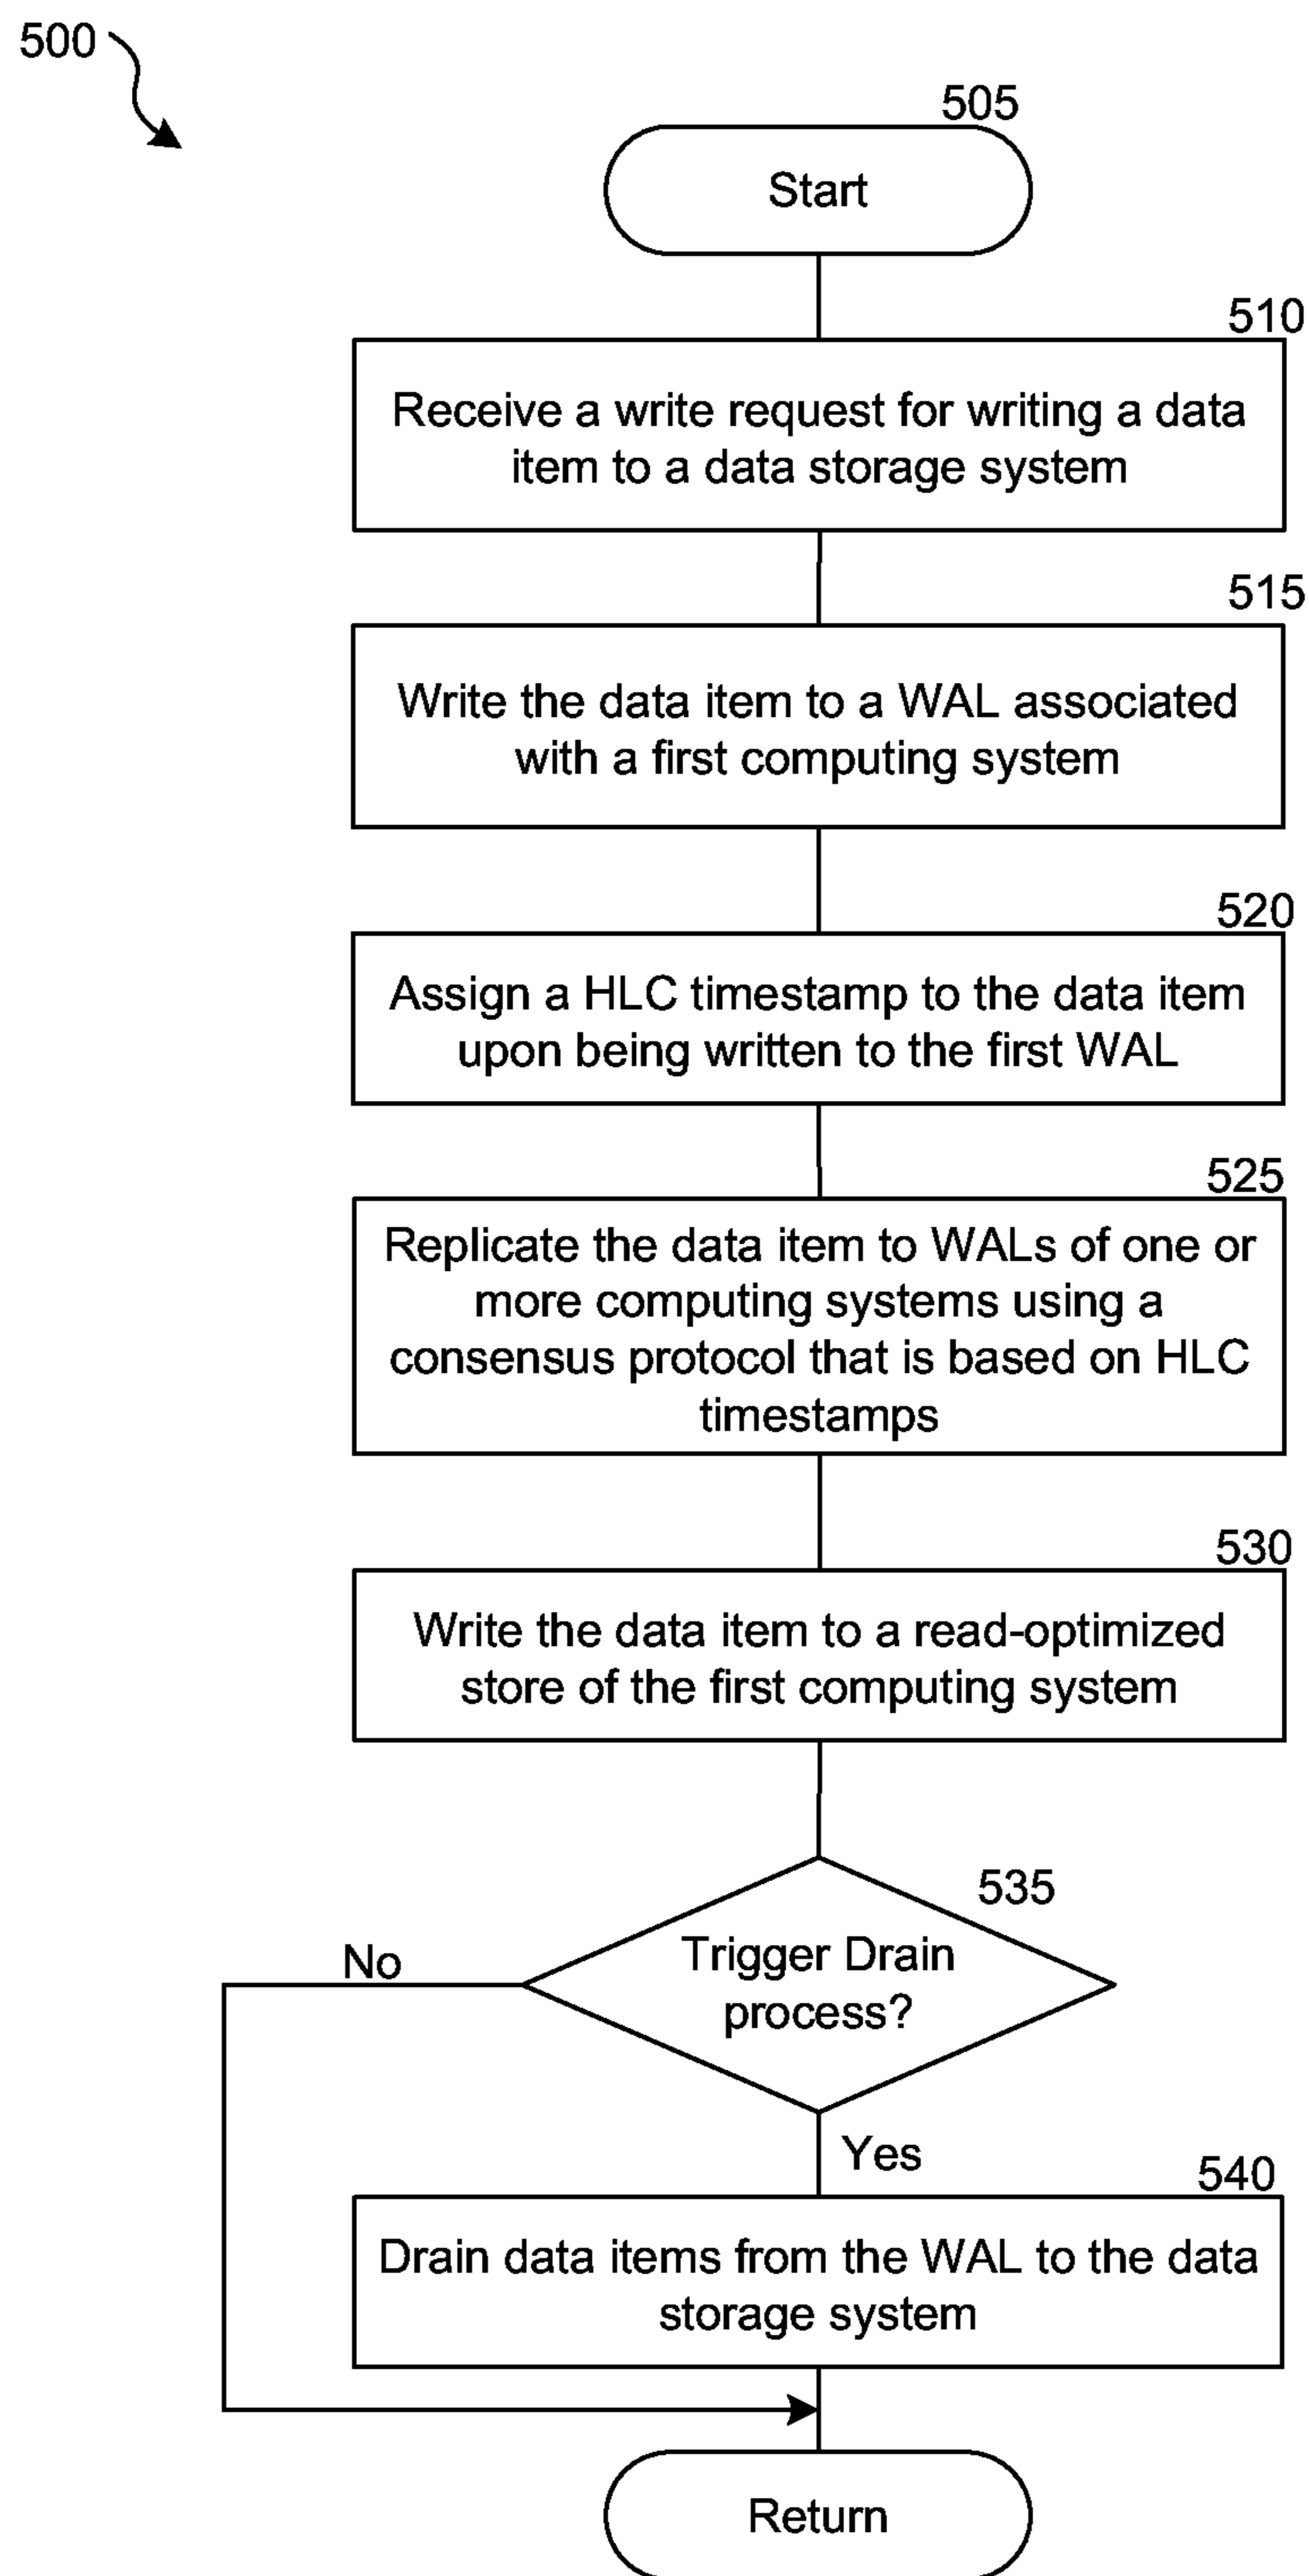 500
505
Start
510
Receive a write request for writing a data
item to a data storage system
515
Write the data item to a WAL associated
with a first computing system
520
Assign a HLC timestamp to the data item
upon being written to the first WAL
525
Replicate the data item to WALs of one or
more computing systems using a
consensus protocol that is based on HLC
timestamps
530
Write the data item to a read-optimized
store of the first computing system
535
Trigger Drain
process?
No
Yes
540
Drain data items from the WAL to the data
storage system
Return